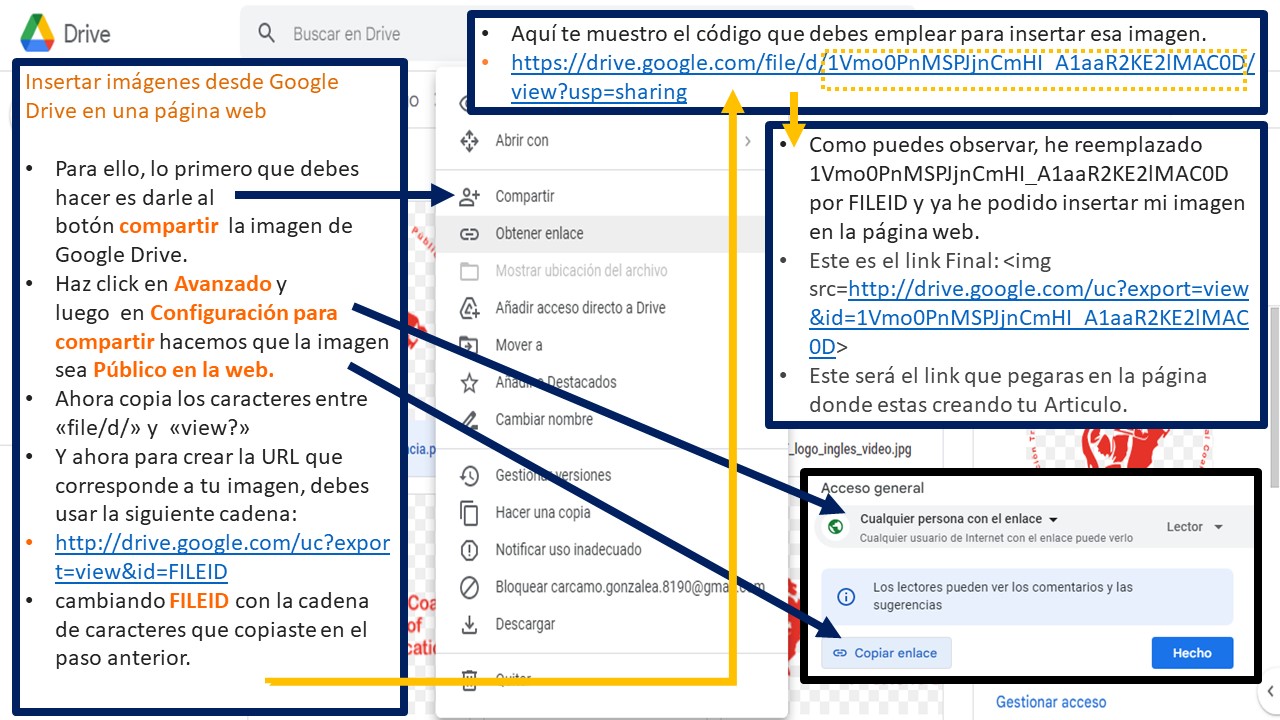 Drive
Buscar en Drive
Insertar imágenes desde Google
Drive en una página web
• Para ello, lo primero que debes
hacer es darle al
botón compartir la imagen de
Google Drive.
• Haz click en Avanzado y
luego en Configuración para
compartir hacemos que la imagen
sea Público en la web.
• Ahora copia los caracteres entre
«file/d/» y «view?»
• Y ahora para crear la URL que
corresponde a tu imagen, debes
usar la siguiente cadena:
• http://drive.google.com/uc?expor
t=view&id=FILEID
• cambiando FILEID con la cadena
de caracteres que copiaste en el
paso anterior.
• Aquí te muestro el código que debes emplear para insertar esa imagen.
• https://drive.google.com/file/d/1Vmo0PnMSPJjnCmHI_A1aaR2KE2lMAC0D/
view?usp=sharing
Abrir con
Compartir
Obtener enlace
Mostrar ubicación del archivo
Añadir acceso directo a Drive
Mover a
Añadir a Destacados
Cambiar nombre
Gestionar versiones
Hacer una copia
Notificar uso inadecuado
Bloquear carcamo.gonzalea.8190@gmail.com
Descargar
Quitar
• Como puedes observar, he reemplazado
1Vmo0PnMSPJjnCmHI_A1aaR2KE2lMAC0D
por FILEID y ya he podido insertar mi imagen
en la página web.
• Este es el link Final: <img
src=http://drive.google.com/uc?export=view
&id=1Vmo0PnMSPJjnCmHI_A1aaR2KE2lMAC
0D>
• Este será el link que pegaras en la página
donde estas creando tu Articulo.
_logo_ingles_video.jpg
Acceso general
Cualquier persona con el enlace
Lector
Cualquier usuario de Internet con el enlace puede verlo
Los lectores pueden ver los comentarios y las
sugerencias
Copiar enlace
Hecho
Gestionar acceso